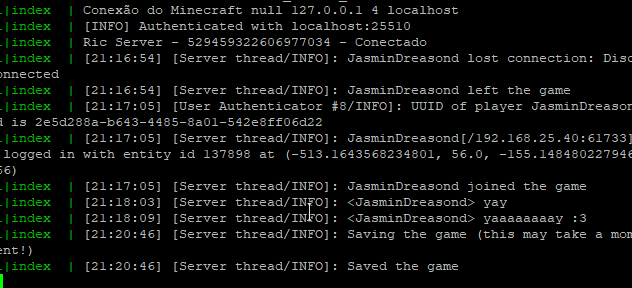 l|index | Conexão do Minecraft null 127.0.0.1 4 localhost
l|index | [INFO] Authenticated with localhost:25510
l|index | Ric Server - 529459322606977034 - Conectado
l|index | [21:16:54] [Server thread/INFO]: JasminDreasond lost connection: Disc
onnected
l|index | [21:16:54] [Server thread/INFO]: JasminDreasond left the game
l|index | [21:17:05] [User Authenticator #8/INFO]: UUID of player JasminDreason
d is 2e5d288a-b643-4485-8a01-542e8ff06d22
l|index | [21:17:05] [Server thread/INFO]: JasminDreasond[/192.168.25.40:61733]
logged in with entity id 137898 at (-513.1643568234801, 56.0, -155.148480227946
56)
l|index | [21:17:05] [Server thread/INFO]: JasminDreasond joined the game
l|index | [21:18:03] [Server thread/INFO]: <JasminDreasond> yay
l|index | [21:18:09] [Server thread/INFO]: <JasminDreasond> yaaaaaaaay :3
l|index | [21:20:46] [Server thread/INFO]: Saving the game (this may take a mom
ent!)
l|index | [21:20:46] [Server thread/INFO]: Saved the game